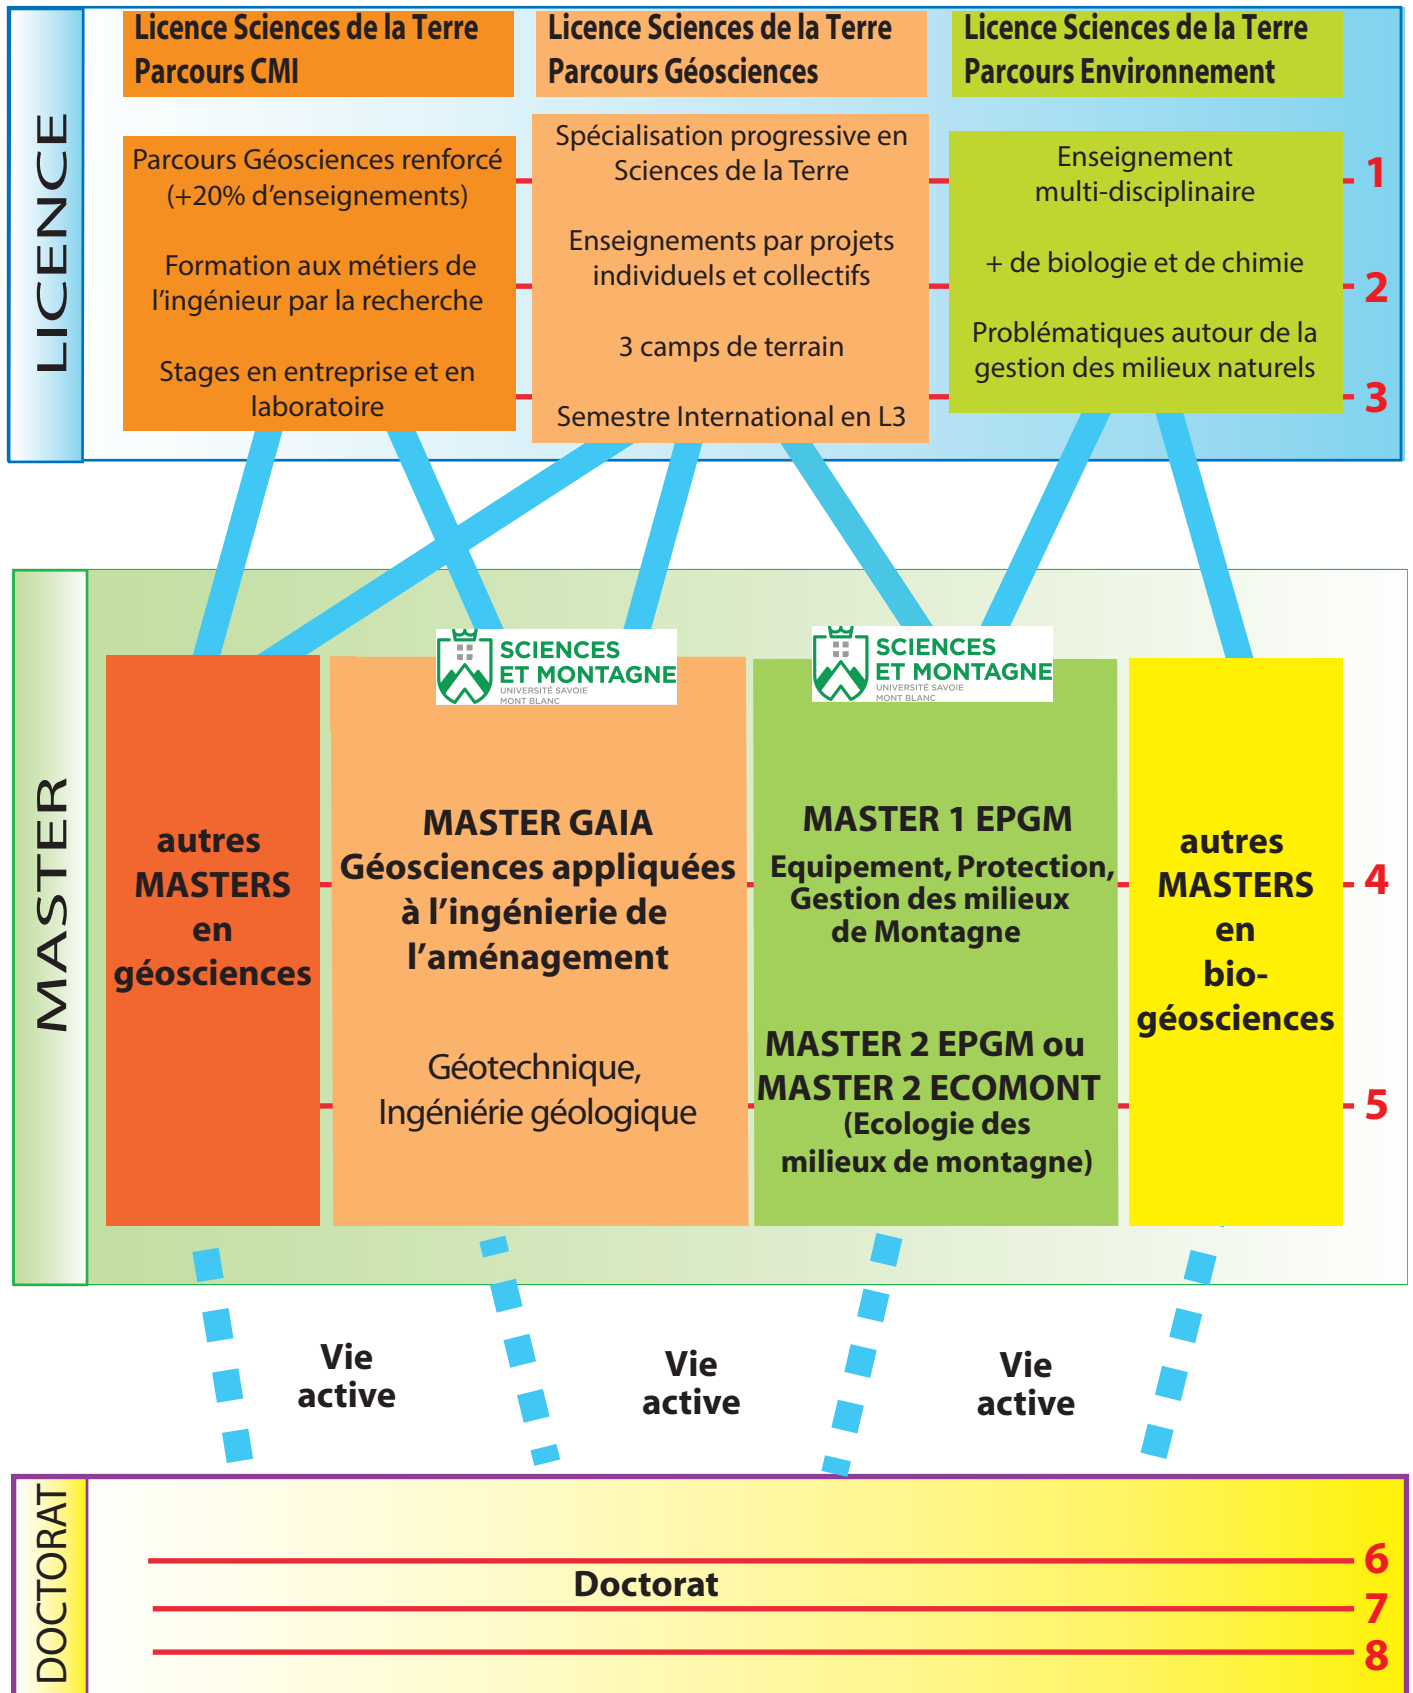 LICENCE
Licence Sciences de la Terre
Parcours CMI
Parcours Géosciences renforcé
(+20% d'enseignements)
Formation aux métiers de
l'ingénieur par la recherche
Stages en entreprise et en
laboratoire
Licence Sciences de la Terre
Parcours Géosciences
Spécialisation progressive en
Sciences de la Terre
Enseignements par projets
individuels et collectifs
3 camps de terrain
Semestre International en L3
Licence Sciences de la Terre
Parcours Environnement
Enseignement
multi-disciplinaire
+ de biologie et de chimie
Problématiques autour de la
gestion des milieux naturels
1
2
3
MASTER
autres
MASTERS
en
géosciences
SCIENCES
ET MONTAGNE
UNIVERSITÉ SAVOIE
MONT BLANC
MASTER GAIA
Géosciences appliquées
à l'ingénierie de
l'aménagement
Géotechnique,
Ingéniérie géologique
SCIENCES
ET MONTAGNE
UNIVERSITÉ SAVOIE
MONT BLANC
MASTER 1 EPGM
Equipement, Protection,
Gestion des milieux
de Montagne
MASTER 2 EPGM ou
MASTER 2 ECOMONT
(Ecologie des
milieux de montagne)
autres
MASTERS
en
bio-
géosciences
4
5
Vie
active
Vie
active
Vie
active
DOCTORAT
Doctorat
6
7
8